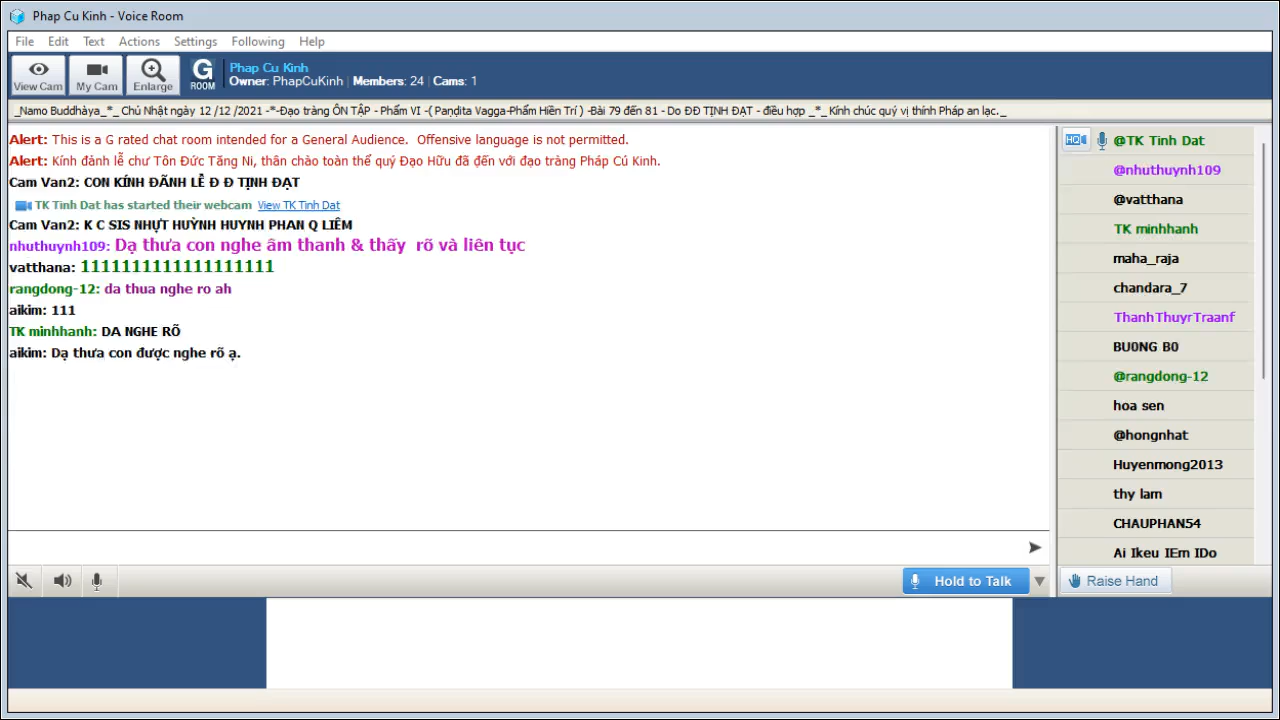 Phap Cu Kinh - Voice Room
File Edit Text Actions Settings Following Help
View Cam My Cam Enlarge G ROOM Phap Cu Kinh
Owner: PhapCuKinh | Members: 24 | Cams: 1
_Namo Buddhàya_*_ Chủ Nhật ngày 12 /12 /2021 -*-Đạo tràng ÔN TẬP - Phẩm VI -( Paṇḍita Vagga-Phẩm Hiền Trí ) -Bài 79 đến 81 - Do ĐĐ TỊNH ĐẠT - điều hợp _*_ Kính chúc quý vị thính Pháp an lạc._
Alert: This is a G rated chat room intended for a General Audience. Offensive language is not permitted.
Alert: Kính đảnh lễ chư Tôn Đức Tăng Ni, thân chào toàn thể quý Đạo Hữu đã đến với đạo tràng Pháp Cú Kinh.
Cam Van2: CON KÍNH ĐÃNH LỄ Đ Đ TỊNH ĐẠT
TK Tinh Dat has started their webcam View TK Tinh Dat
Cam Van2: K C SIS NHỰT HUỲNH HUYNH PHAN Q LIÊM
nhuthuynh109: Dạ thưa con nghe âm thanh & thấy rõ và liên tục
vatthana: 1111111111111111111
rangdong-12: da thua nghe ro ah
aikim: 111
TK minhhanh: DA NGHE RÕ
aikim: Dạ thưa con được nghe rõ ạ.
HQ @TK Tinh Dat
@nhuthuynh109
@vatthana
TK minhhanh
maha_raja
chandara_7
ThanhThuyrTraanf
BU0NG B0
@rangdong-12
hoa sen
@hongnhat
Huyenmong2013
thy lam
CHAUPHAN54
Ai Ikeu IEm IDo
Hold to Talk
Raise Hand